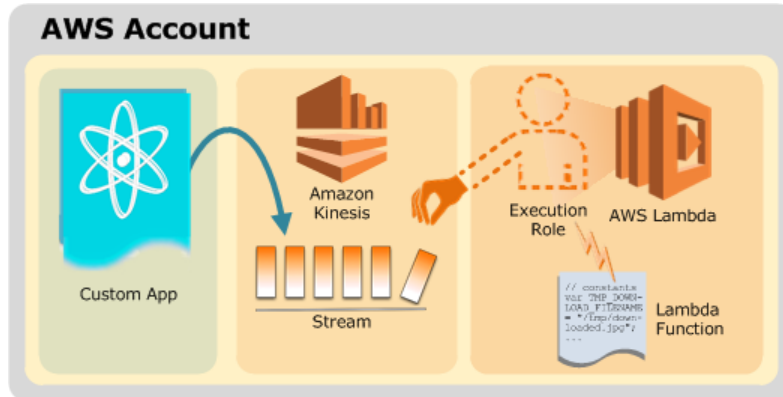 AWS Account
Custom App
Amazon
Kinesis
Stream
Execution
Role
AWS Lambda
// constants
var TMP_DOWN-
LOAD_FILENAME
= "/tmp/down-
loaded.jpg";
...
Lambda
Function